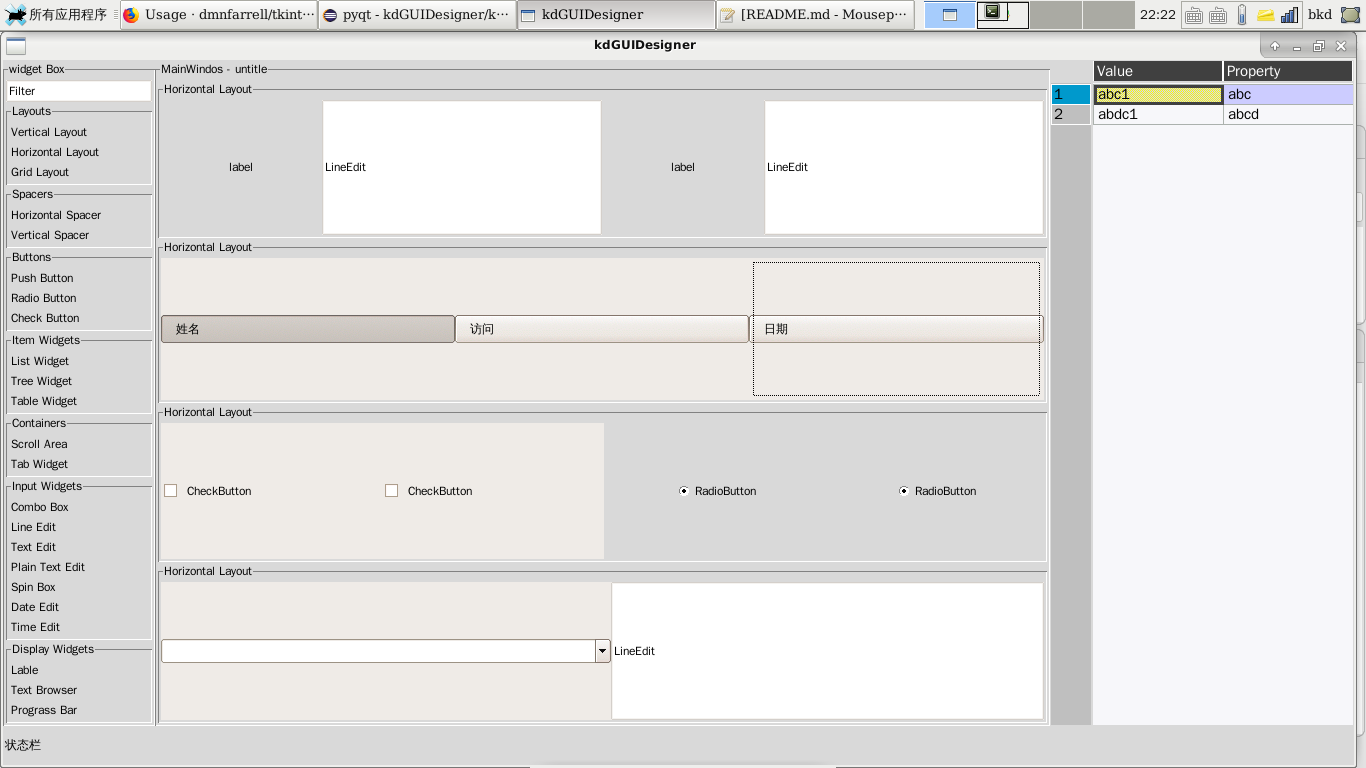 所有应用程序 Usage · dmnfarrell/tkint··· pyqt - kdGUIDesigner/k··· kdGUIDesigner [README.md - Mousep··· 22:22 bkd
kdGUIDesigner
widget Box
Filter
Layouts
Vertical Layout
Horizontal Layout
Grid Layout
Spacers
Horizontal Spacer
Vertical Spacer
Buttons
Push Button
Radio Button
Check Button
Item Widgets
List Widget
Tree Widget
Table Widget
Containers
Scroll Area
Tab Widget
Input Widgets
Combo Box
Line Edit
Text Edit
Plain Text Edit
Spin Box
Date Edit
Time Edit
Display Widgets
Lable
Text Browser
Prograss Bar
MainWindos - untitle
Horizontal Layout
label LineEdit label LineEdit
Horizontal Layout
姓名 访问 日期
Horizontal Layout
CheckButton CheckButton RadioButton RadioButton
Horizontal Layout
LineEdit
Value Property
1 abc1 abc
2 abdc1 abcd
状态栏